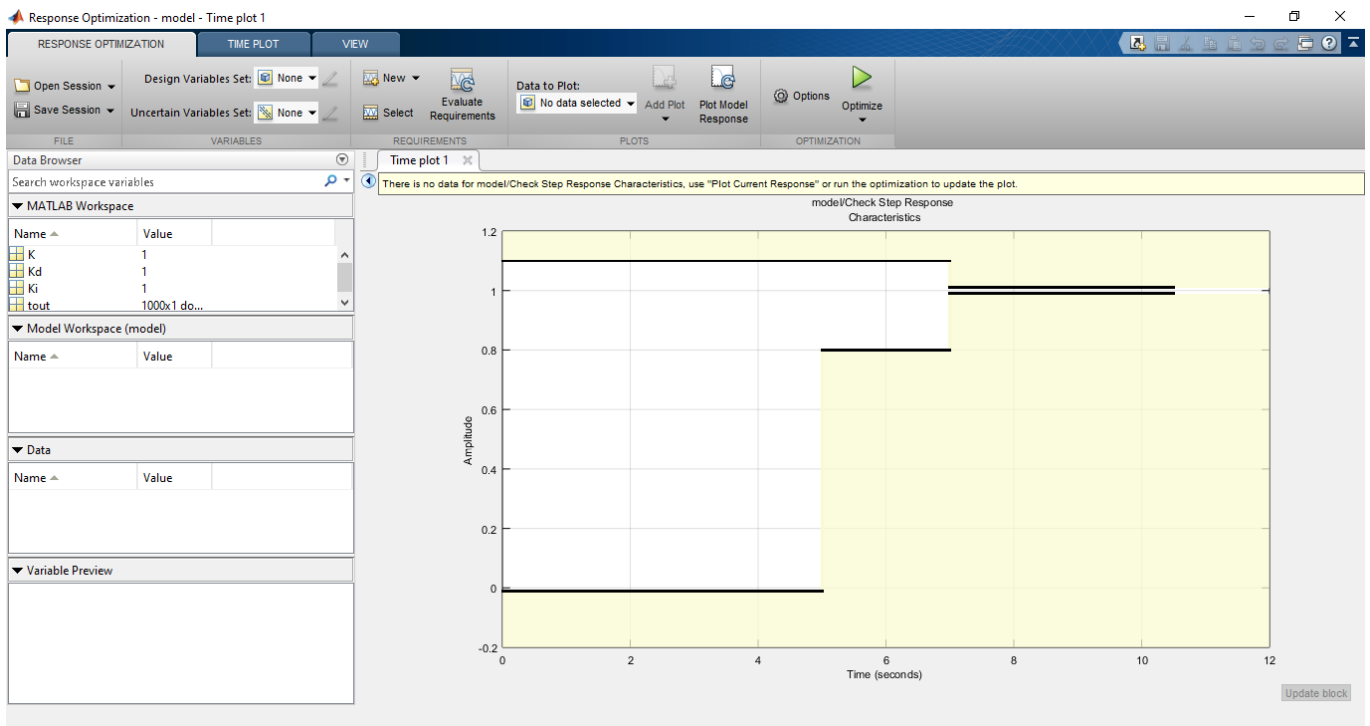 Response Optimization - model - Time plot 1
RESPONSE OPTIMIZATION TIME PLOT VIEW
Open Session
Save Session
FILE
Design Variables Set: None
Uncertain Variables Set: None
VARIABLES
New
Select
Evaluate
Requirements
REQUIREMENTS
Data to Plot:
No data selected
Add Plot
Plot Model
Response
PLOTS
Options
Optimize
OPTIMIZATION
Data Browser
Search workspace variables
MATLAB Workspace
Name Value
K 1
Kd 1
Ki 1
tout 1000x1 do...
Model Workspace (model)
Name Value
Data
Name Value
Variable Preview
Time plot 1
There is no data for model/Check Step Response Characteristics, use "Plot Current Response" or run the optimization to update the plot.
model/Check Step Response
Characteristics
1.2
1
0.8
0.6
0.4
0.2
0
-0.2
Amplitude
0 2 4 6 8 10 12
Time (seconds)
Update block